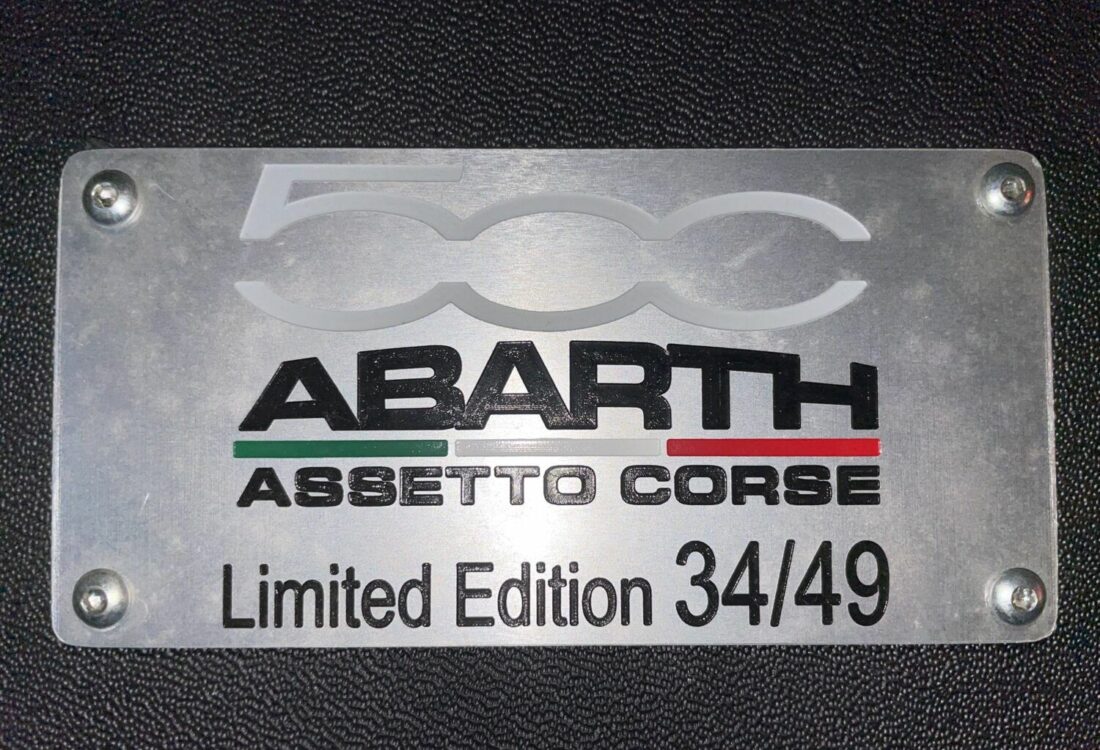 500
ABARTH
ASSETTO CORSE
Limited Edition 34/49